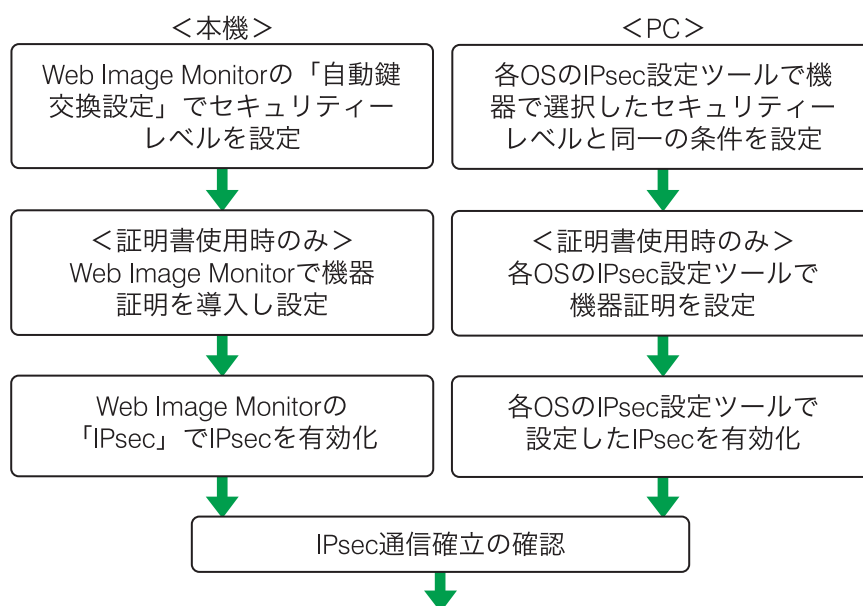 ＜本機＞
Web Image Monitorの「自動鍵
交換設定」でセキュリティー
レベルを設定
＜証明書使用時のみ＞
Web Image Monitorで機器
証明を導入し設定
Web Image Monitorの
「IPsec」でIPsecを有効化
＜PC＞
各OSのIPsec設定ツールで機
器で選択したセキュリティー
レベルと同一の条件を設定
＜証明書使用時のみ＞
各OSのIPsec設定ツールで
機器証明を設定
各OSのIPsec設定ツールで
設定したIPsecを有効化
IPsec通信確立の確認